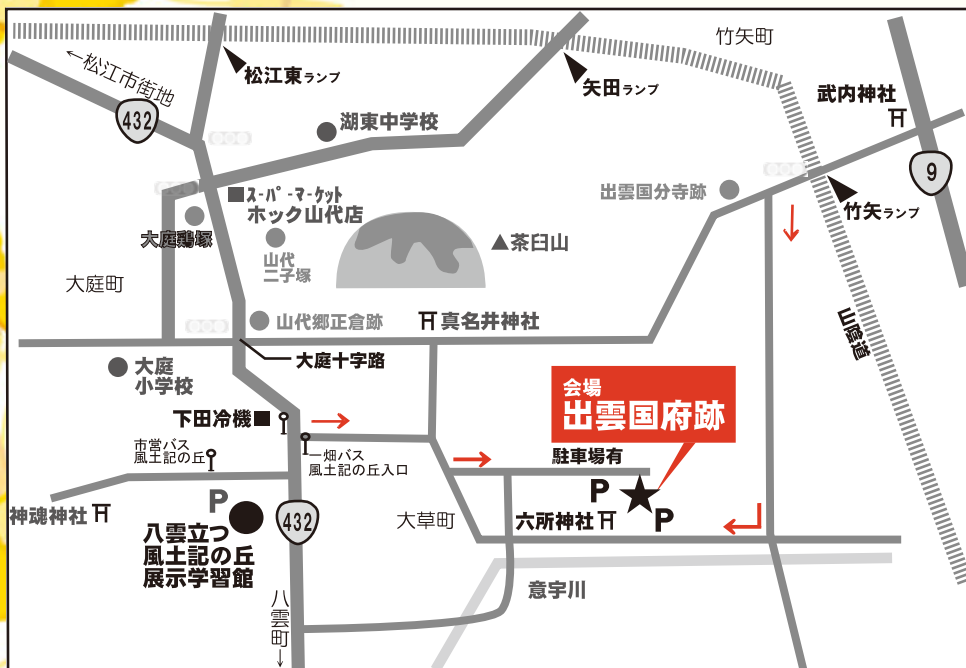 竹矢町
←松江市街地
松江東ランプ
矢田ランプ
武内神社
432
湖東中学校
9
スーパーマーケット
ホック山代店
出雲国分寺跡
竹矢ランプ
大庭鶏塚
山代
二子塚
▲茶臼山
大庭町
山代郷正倉跡
真名井神社
山陰道
大庭十字路
大庭
小学校
会場
出雲国府跡
下田冷機
市営バス
風土記の丘
一畑バス
風土記の丘入口
駐車場有
P
P
P
神魂神社
432
大草町
六所神社
八雲立つ
風土記の丘
展示学習館
意宇川
八雲町→